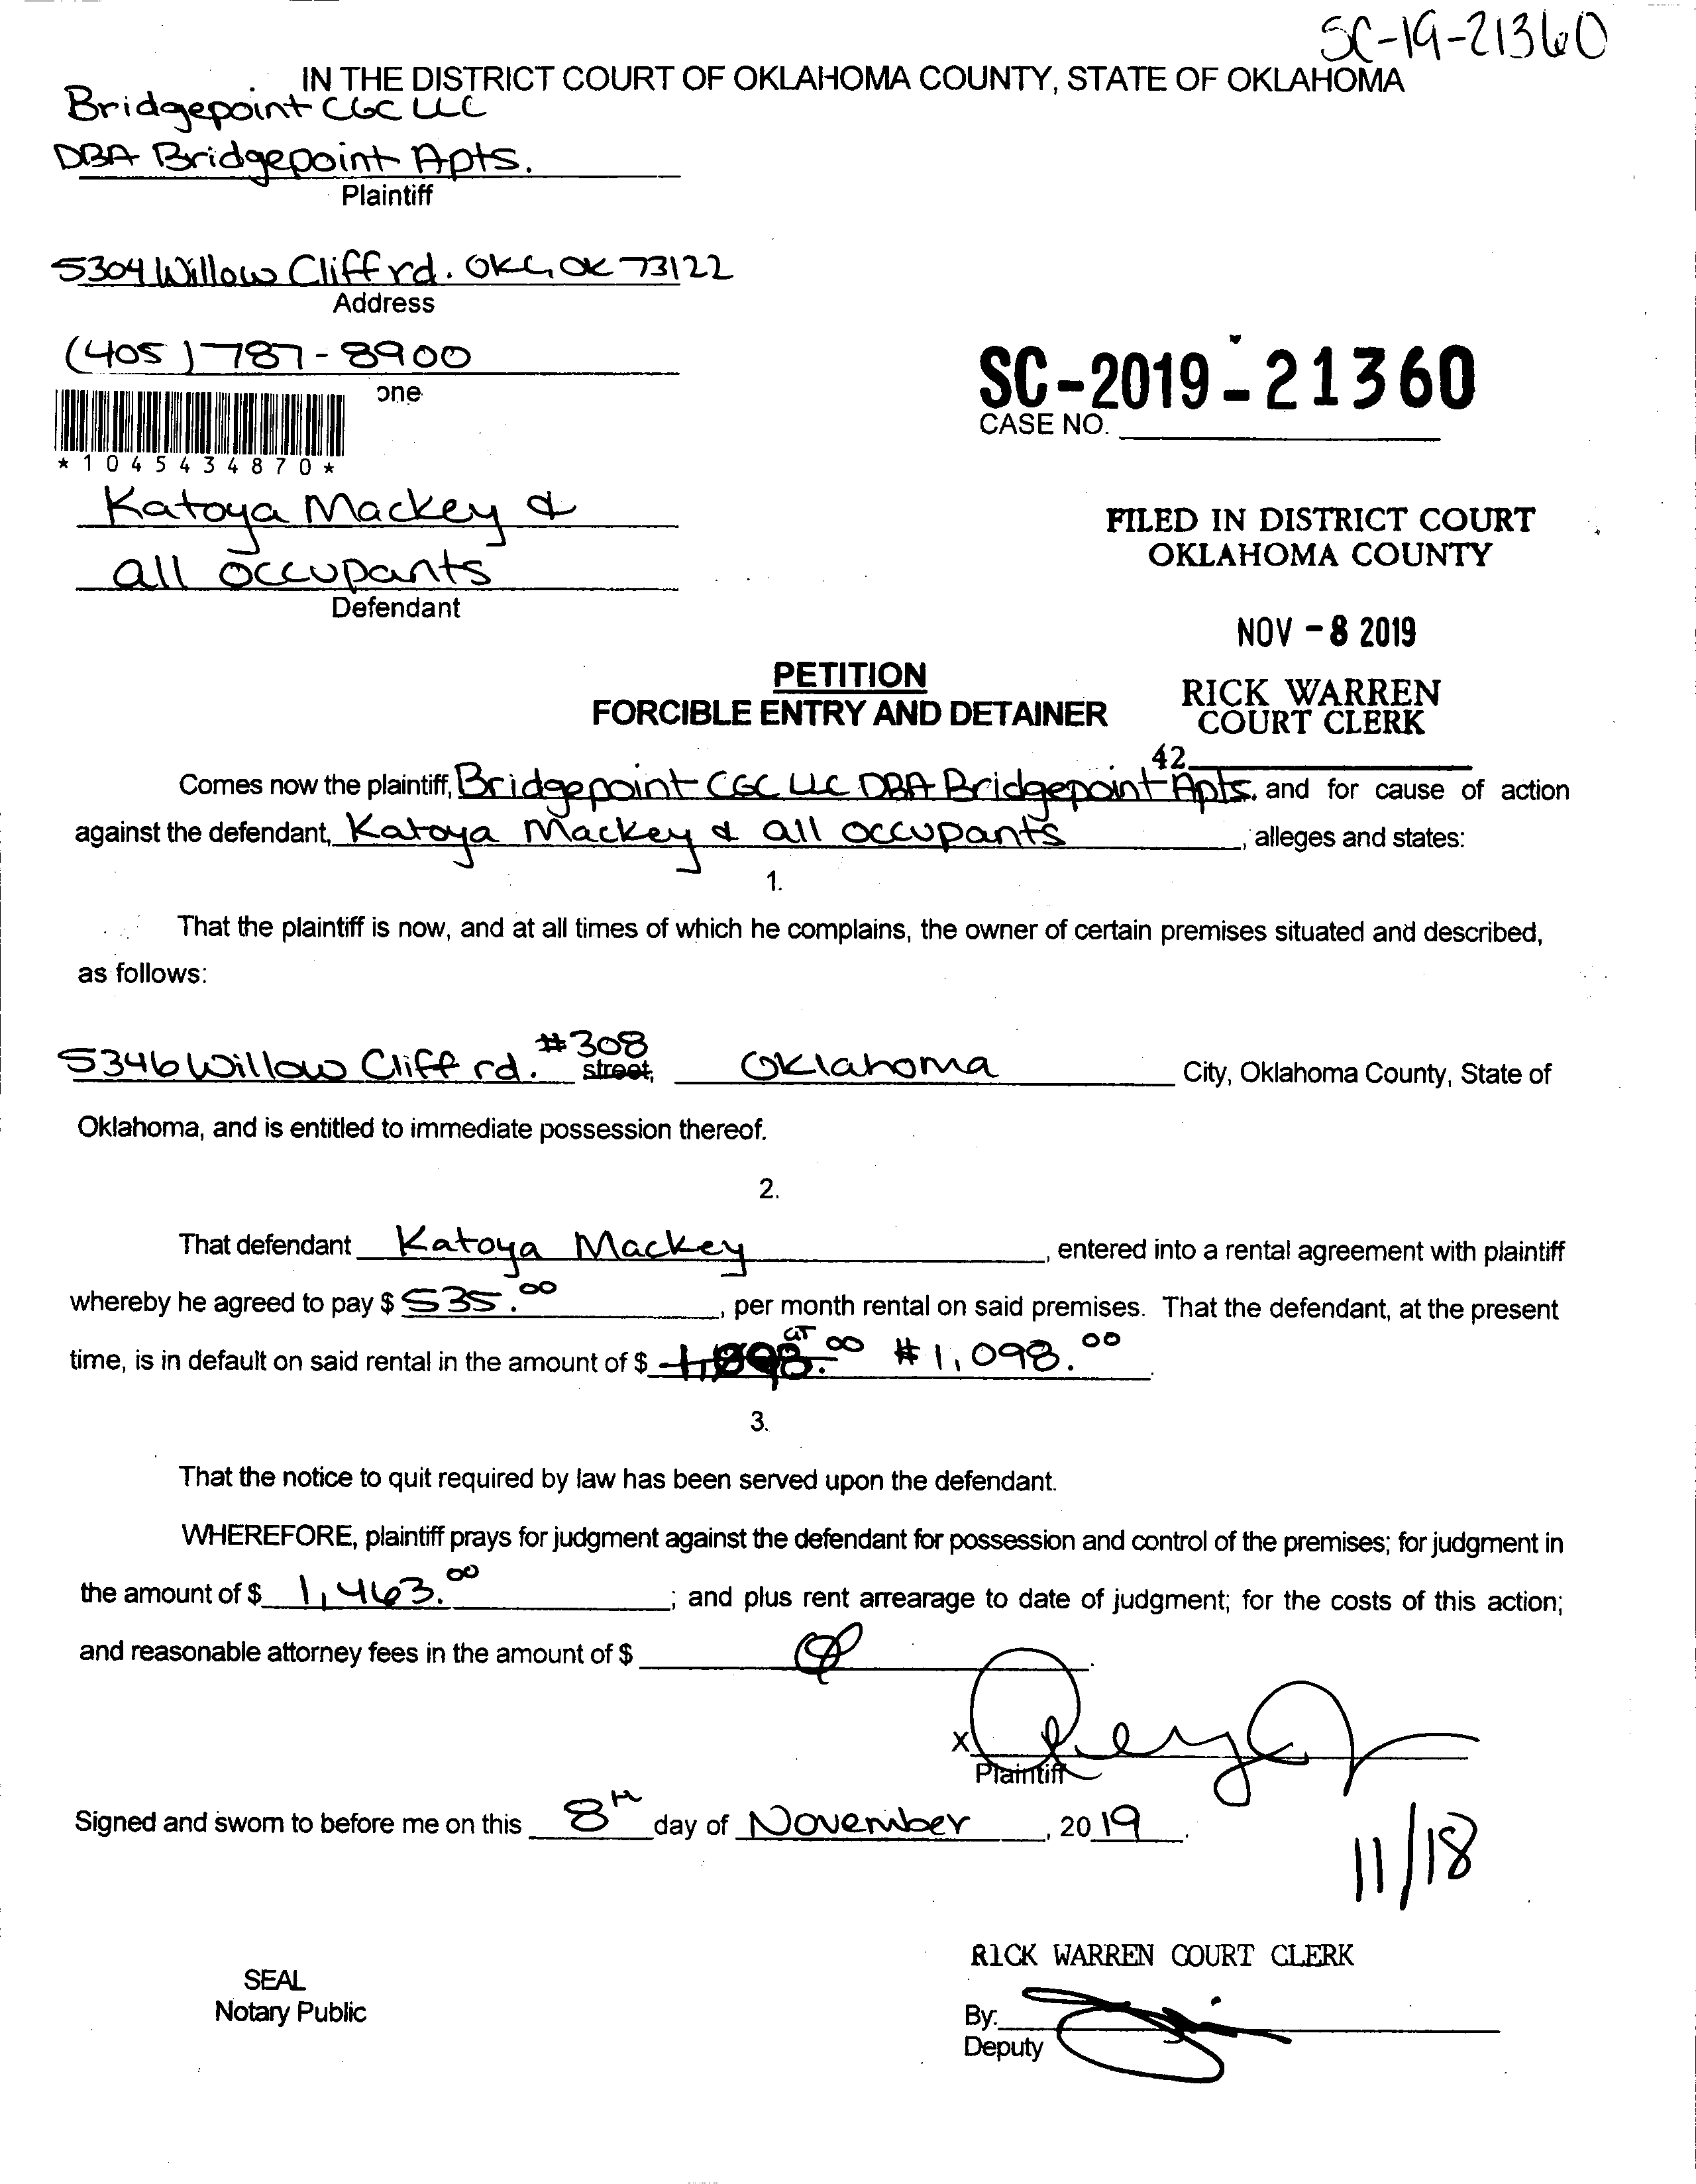 SC-19-21360
IN THE DISTRICT COURT OF OKLAHOMA COUNTY, STATE OF OKLAHOMA
Bridgepoint CGC LLC
DBA Bridgepoint Apts.
Plaintiff
5304 Willow Cliff rd. OKC, OK 73122
Address
(405) 787-8900
one
SC-2019-21360
CASE NO.
*1045434870*
Katoya Mackey &
all occupants
Defendant
FILED IN DISTRICT COURT
OKLAHOMA COUNTY
NOV -8 2019
RICK WARREN
COURT CLERK
42
PETITION
FORCIBLE ENTRY AND DETAINER
Comes now the plaintiff, Bridgepoint CGC LLC DBA Bridgepoint Apts. and for cause of action
against the defendant, Katoya Mackey & all occupants, alleges and states:
1.
That the plaintiff is now, and at all times of which he complains, the owner of certain premises situated and described,
as follows:
5346 Willow Cliff rd. #308 street, Oklahoma City, Oklahoma County, State of
Oklahoma, and is entitled to immediate possession thereof.
2.
That defendant Katoya Mackey, entered into a rental agreement with plaintiff
whereby he agreed to pay $ 535.00, per month rental on said premises. That the defendant, at the present
time, is in default on said rental in the amount of $ #1,098.00.
3.
That the notice to quit required by law has been served upon the defendant.
WHEREFORE, plaintiff prays for judgment against the defendant for possession and control of the premises; for judgment in
the amount of $ 1,463.00; and plus rent arrearage to date of judgment; for the costs of this action;
and reasonable attorney fees in the amount of $
X
Plaintiff
Signed and sworn to before me on this 8th day of November, 2019.
11/18
RICK WARREN COURT CLERK
SEAL
Notary Public
By:
Deputy